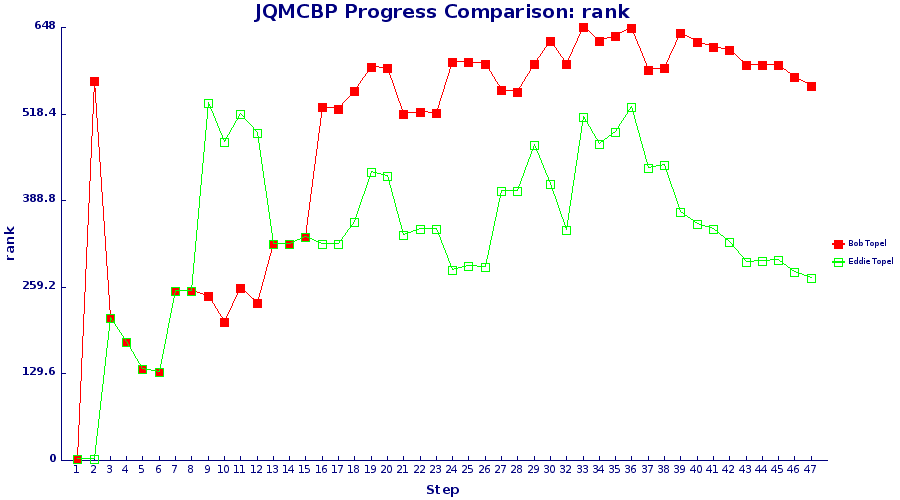 JQMCBP Progress Comparison: rank
648
518.4
388.8
259.2
129.6
0
rank
1 2 3 4 5 6 7 8 9 10 11 12 13 14 15 16 17 18 19 20 21 22 23 24 25 26 27 28 29 30 32 33 34 35 36 37 38 39 40 41 42 43 44 45 46 47
Step
Bob Topel
Eddie Topel